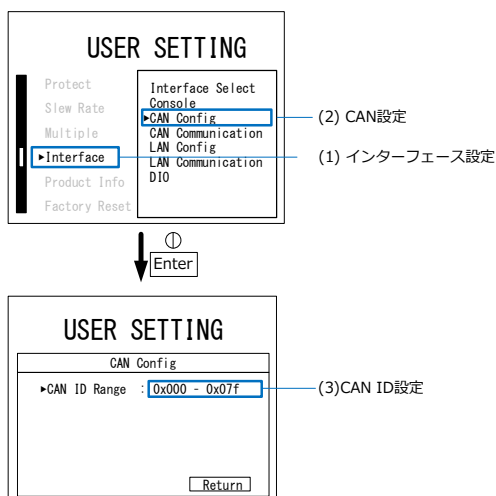 USER SETTING
Protect
Slew Rate
Multiple
▶Interface
Product Info
Factory Reset
Interface Select
Console
▶CAN Config
CAN Communication
LAN Config
LAN Communication
DIO
(2) CAN設定
(1) インターフェース設定
Enter
USER SETTING
CAN Config
▶CAN ID Range : 0x000 - 0x07f
(3)CAN ID設定
Return